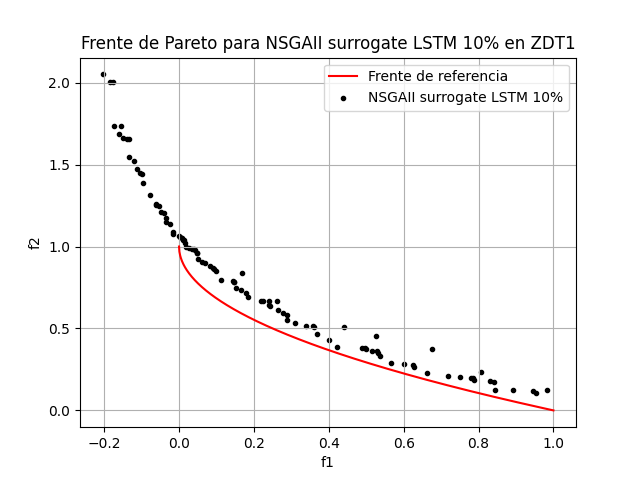 Frente de Pareto para NSGAII surrogate LSTM 10% en ZDT1
Frente de referencia
NSGAII surrogate LSTM 10%
f2
2.0
1.5
1.0
0.5
0.0
−0.2 0.0 0.2 0.4 0.6 0.8 1.0
f1